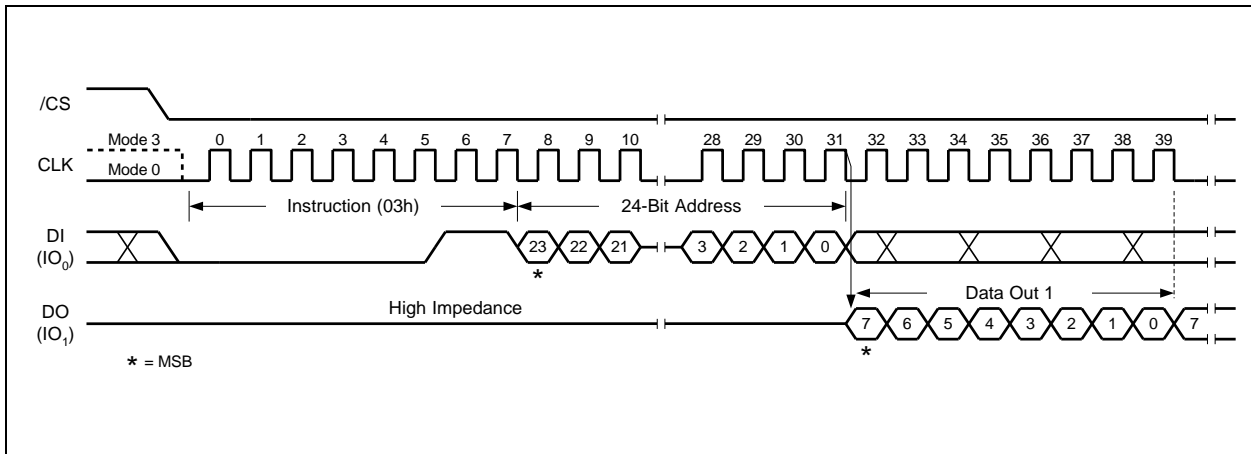 /CS
Mode 3 0 1 2 3 4 5 6 7 8 9 10 28 29 30 31 32 33 34 35 36 37 38 39
CLK Mode 0
Instruction (03h) 24-Bit Address
DI
(IO0) 23 22 21 3 2 1 0
*
Data Out 1
High Impedance
DO
(IO1) 7 6 5 4 3 2 1 0 7
*
* = MSB